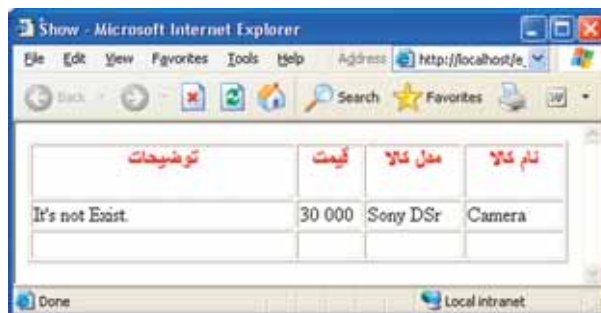 Show - Microsoft Internet Explorer
File Edit View Favorites Tools Help Address http://localhost/e_
Back Search Favorites
توضیحات قیمت مدل کالا نام کالا
It's not Exist. 30 000 Sony DSr Camera
Done Local intranet